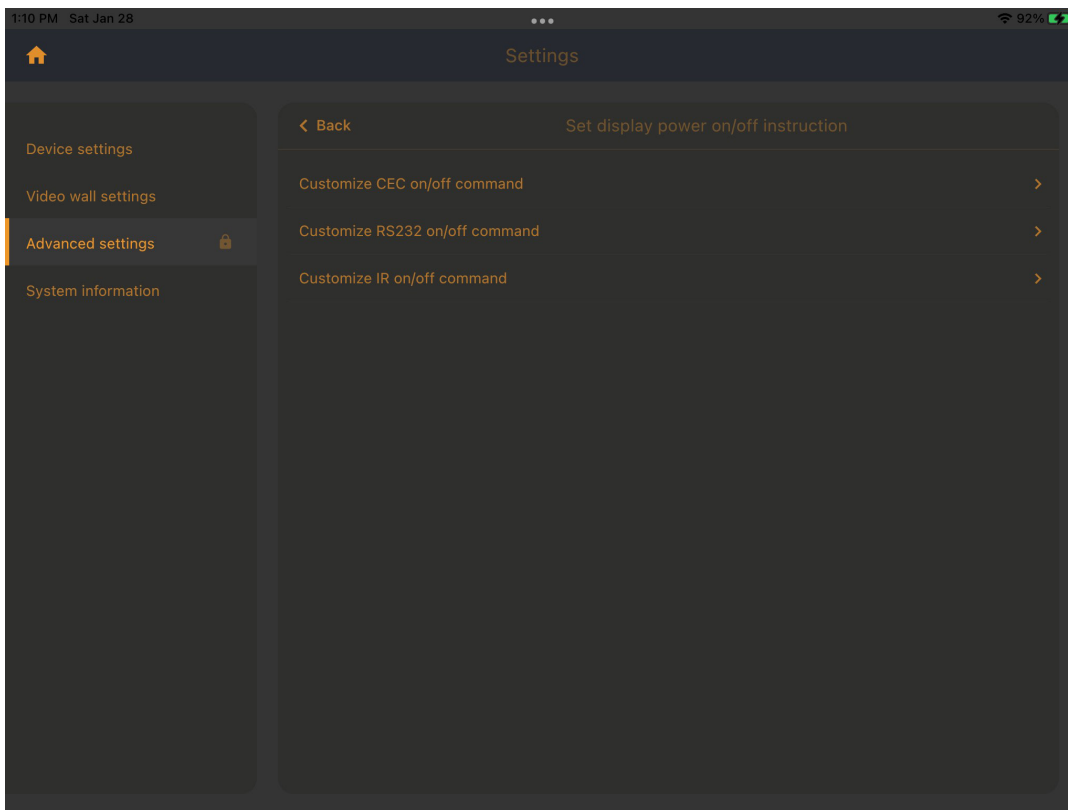 1:10 PM Sat Jan 28
92%
Settings
Device settings
Video wall settings
Advanced settings
System information
Back
Set display power on/off instruction
Customize CEC on/off command
Customize RS232 on/off command
Customize IR on/off command